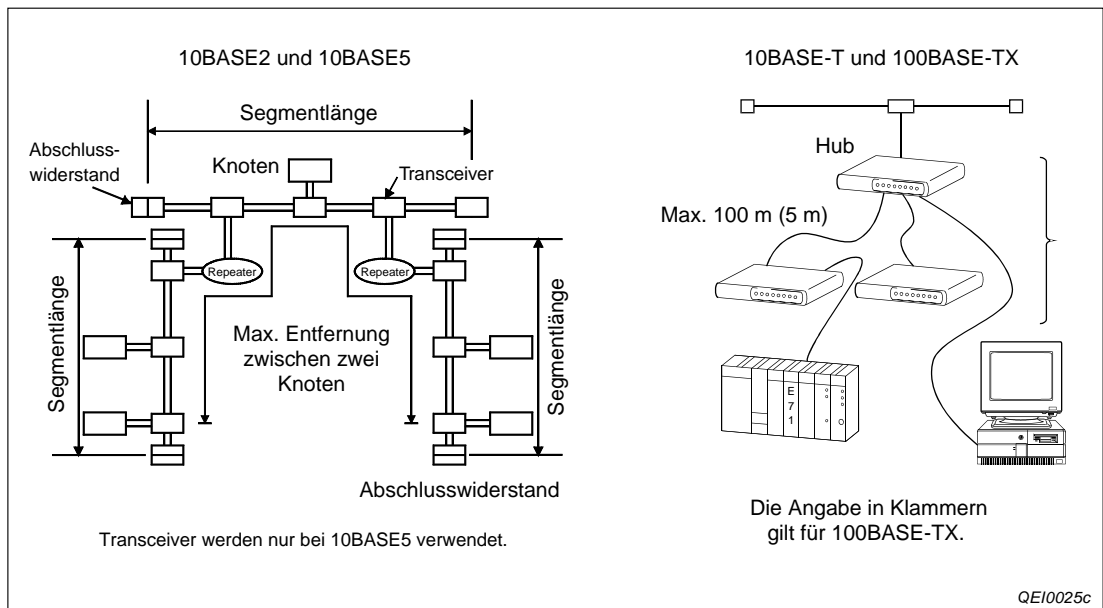 10BASE2 und 10BASE5
Segmentlänge
Abschluss-
widerstand
Knoten
Transceiver
Repeater
Repeater
Segmentlänge
Max. Entfernung
zwischen zwei
Knoten
Segmentlänge
Abschlusswiderstand
Transceiver werden nur bei 10BASE5 verwendet.
10BASE-T und 100BASE-TX
Hub
Max. 100 m (5 m)
E
7
1
Die Angabe in Klammern
gilt für 100BASE-TX.
QEI0025c